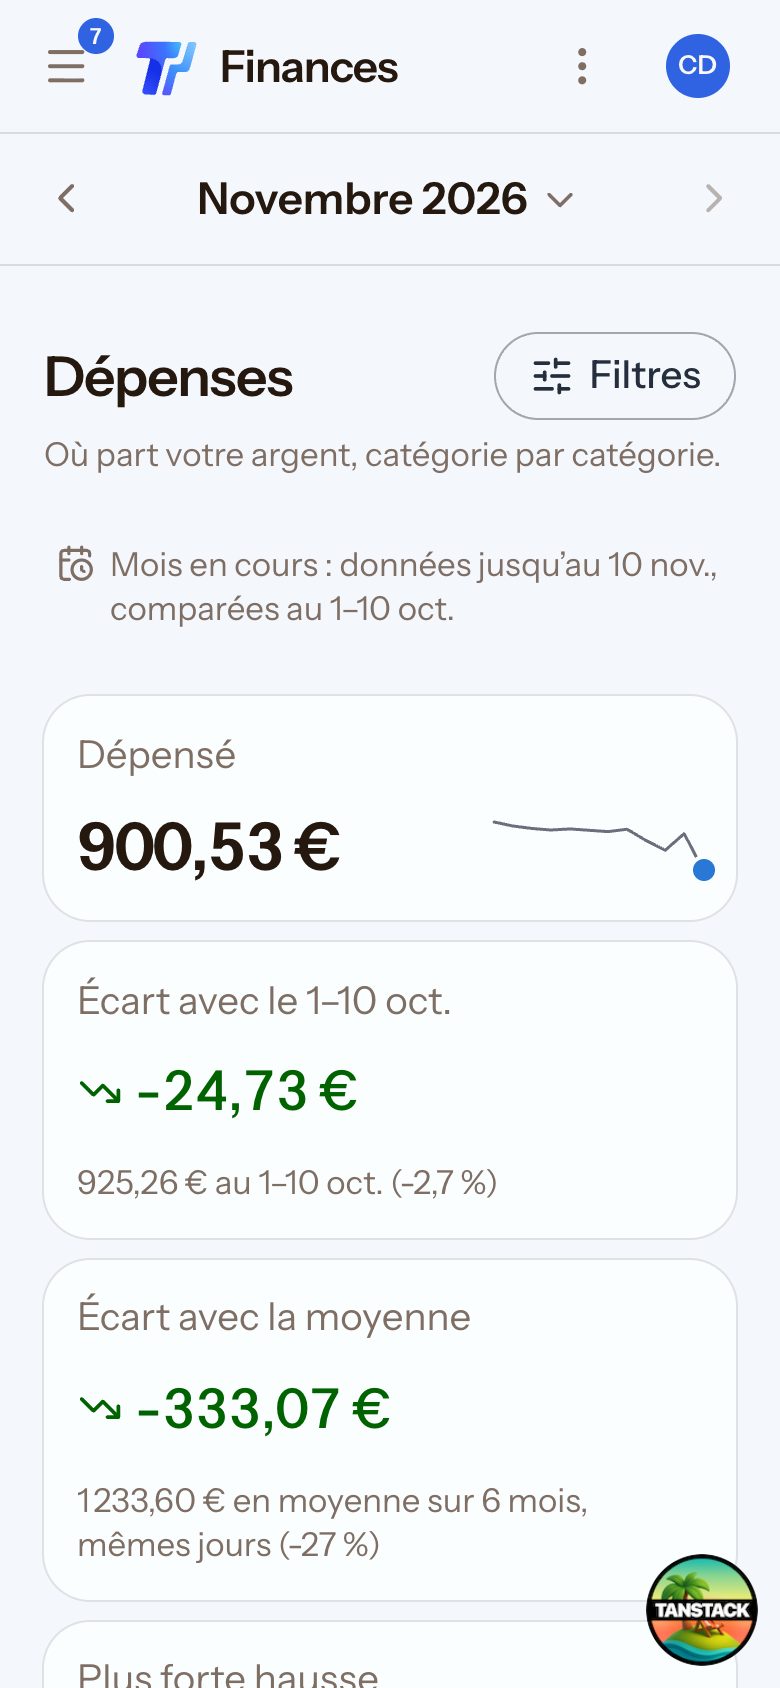 7
Finances
CD
Novembre 2026
Dépenses
Filtres
Où part votre argent, catégorie par catégorie.
Mois en cours : données jusqu’au 10 nov.,
comparées au 1–10 oct.
Dépensé
900,53 €
Écart avec le 1–10 oct.
-24,73 €
925,26 € au 1–10 oct. (-2,7 %)
Écart avec la moyenne
-333,07 €
1 233,60 € en moyenne sur 6 mois,
mêmes jours (-27 %)
TANSTACK
Plus forte hausse